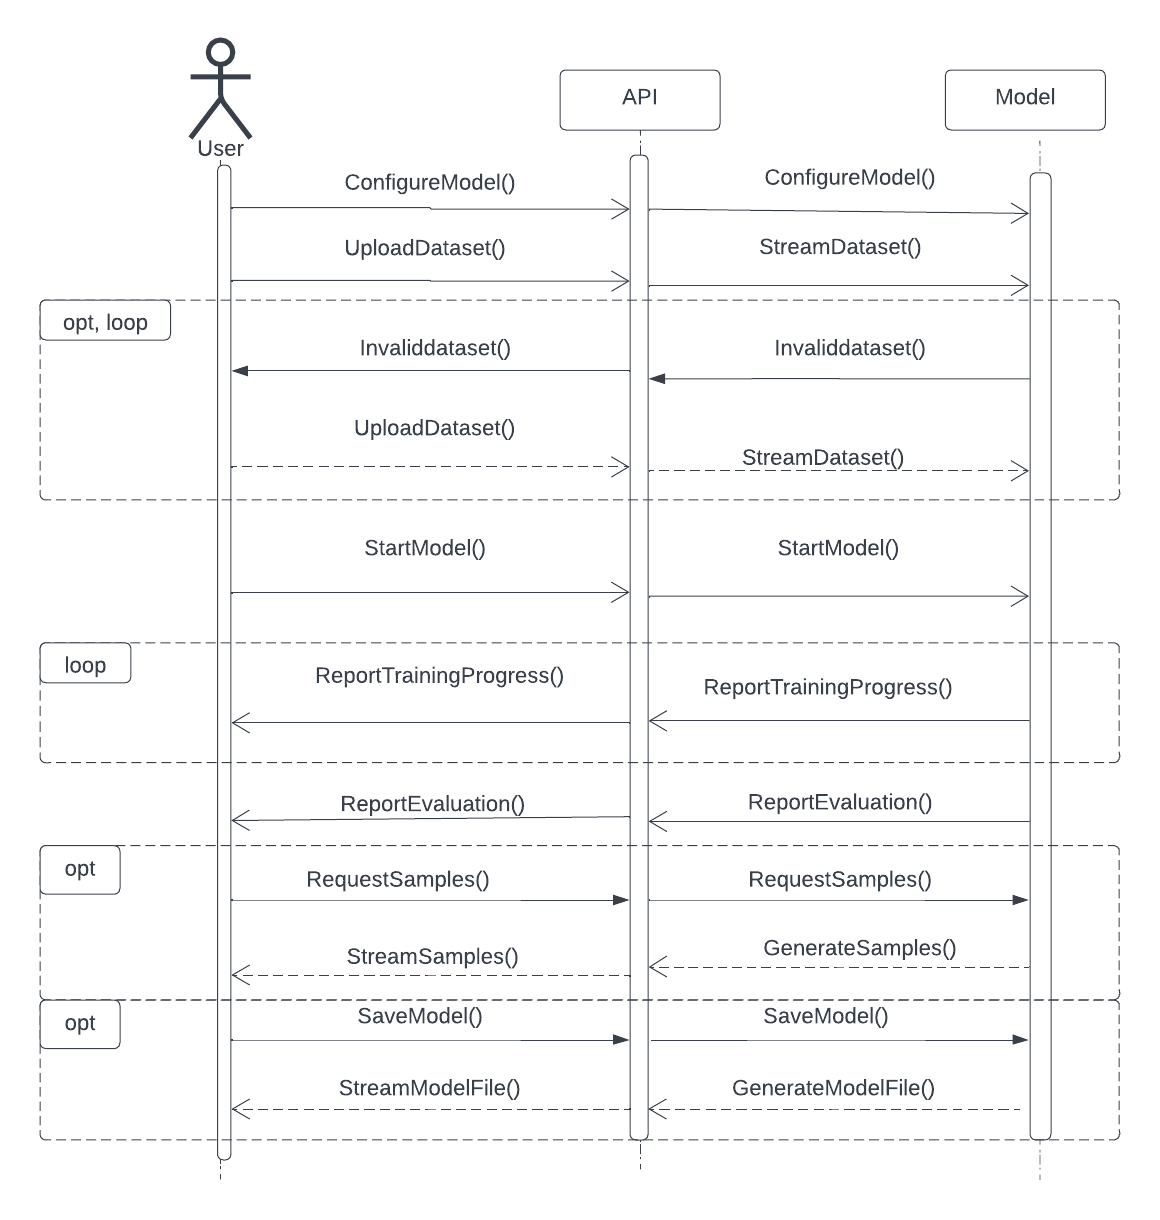 User
API
Model
ConfigureModel()
ConfigureModel()
UploadDataset()
StreamDataset()
opt, loop
Invaliddataset()
Invaliddataset()
UploadDataset()
StreamDataset()
StartModel()
StartModel()
loop
ReportTrainingProgress()
ReportTrainingProgress()
ReportEvaluation()
ReportEvaluation()
opt
RequestSamples()
RequestSamples()
StreamSamples()
GenerateSamples()
opt
SaveModel()
SaveModel()
StreamModelFile()
GenerateModelFile()